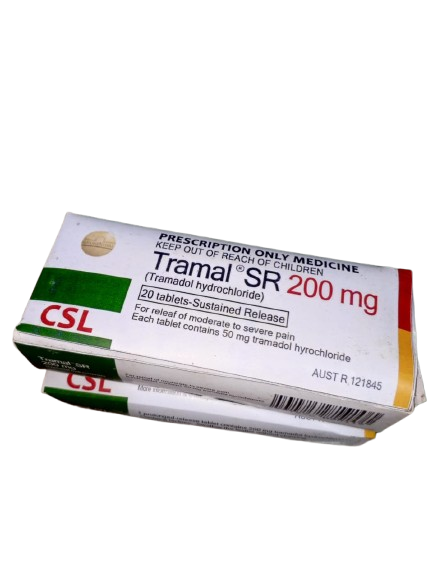 PRESCRIPTION ONLY MEDICINE
KEEP OUT OF REACH OF CHILDREN
Tramal® SR 200 mg
(Tramadol hydrochloride)
20 tablets-Sustained Release
For releaf of moderate to severe pain
Each tablet contains 50 mg tramadol hyrochloride
CSL
AUST R 121845
Tramal SR
200 mg
CSL